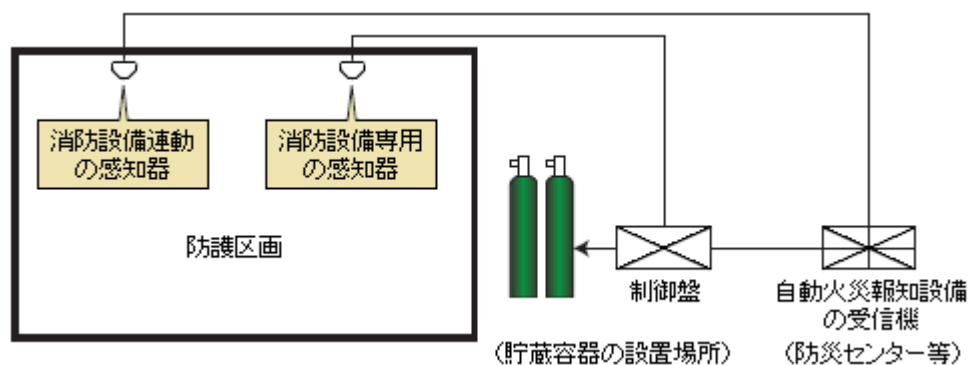 消防設備連動
の感知器
消防設備専用
の感知器
防護区画
制御盤
自動火災報知設備
の受信機
（貯蔵容器の設置場所）
（防災センター等）